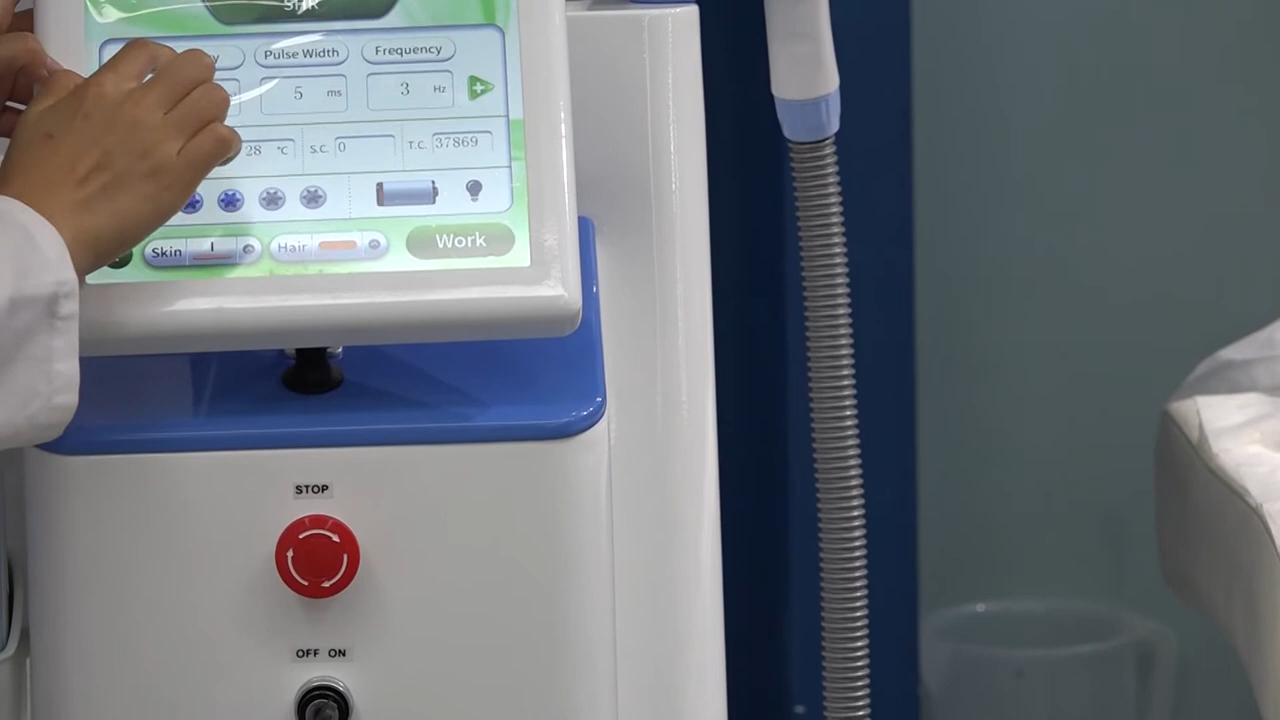 SHR
Pulse Width Frequency
5 ms 3 Hz
28 °C S.C. 0 T.C. 37869
Skin I Hair Work
STOP
OFF ON